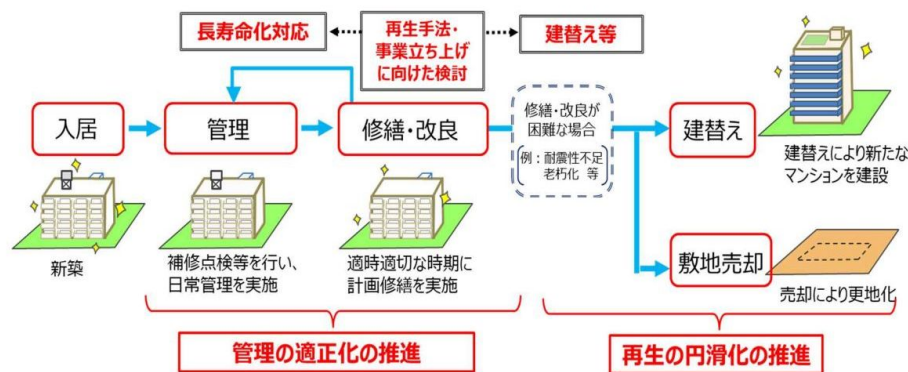 長寿命化対応
再生手法・
事業立ち上げ
に向けた検討
建替え等
入居
管理
修繕・改良
修繕・改良が
困難な場合
例：耐震性不足
老朽化 等
建替え
建替えにより新たな
マンションを建設
新築
補修点検等を行い、
日常管理を実施
適時適切な時期に
計画修繕を実施
敷地売却
売却により更地化
管理の適正化の推進
再生の円滑化の推進